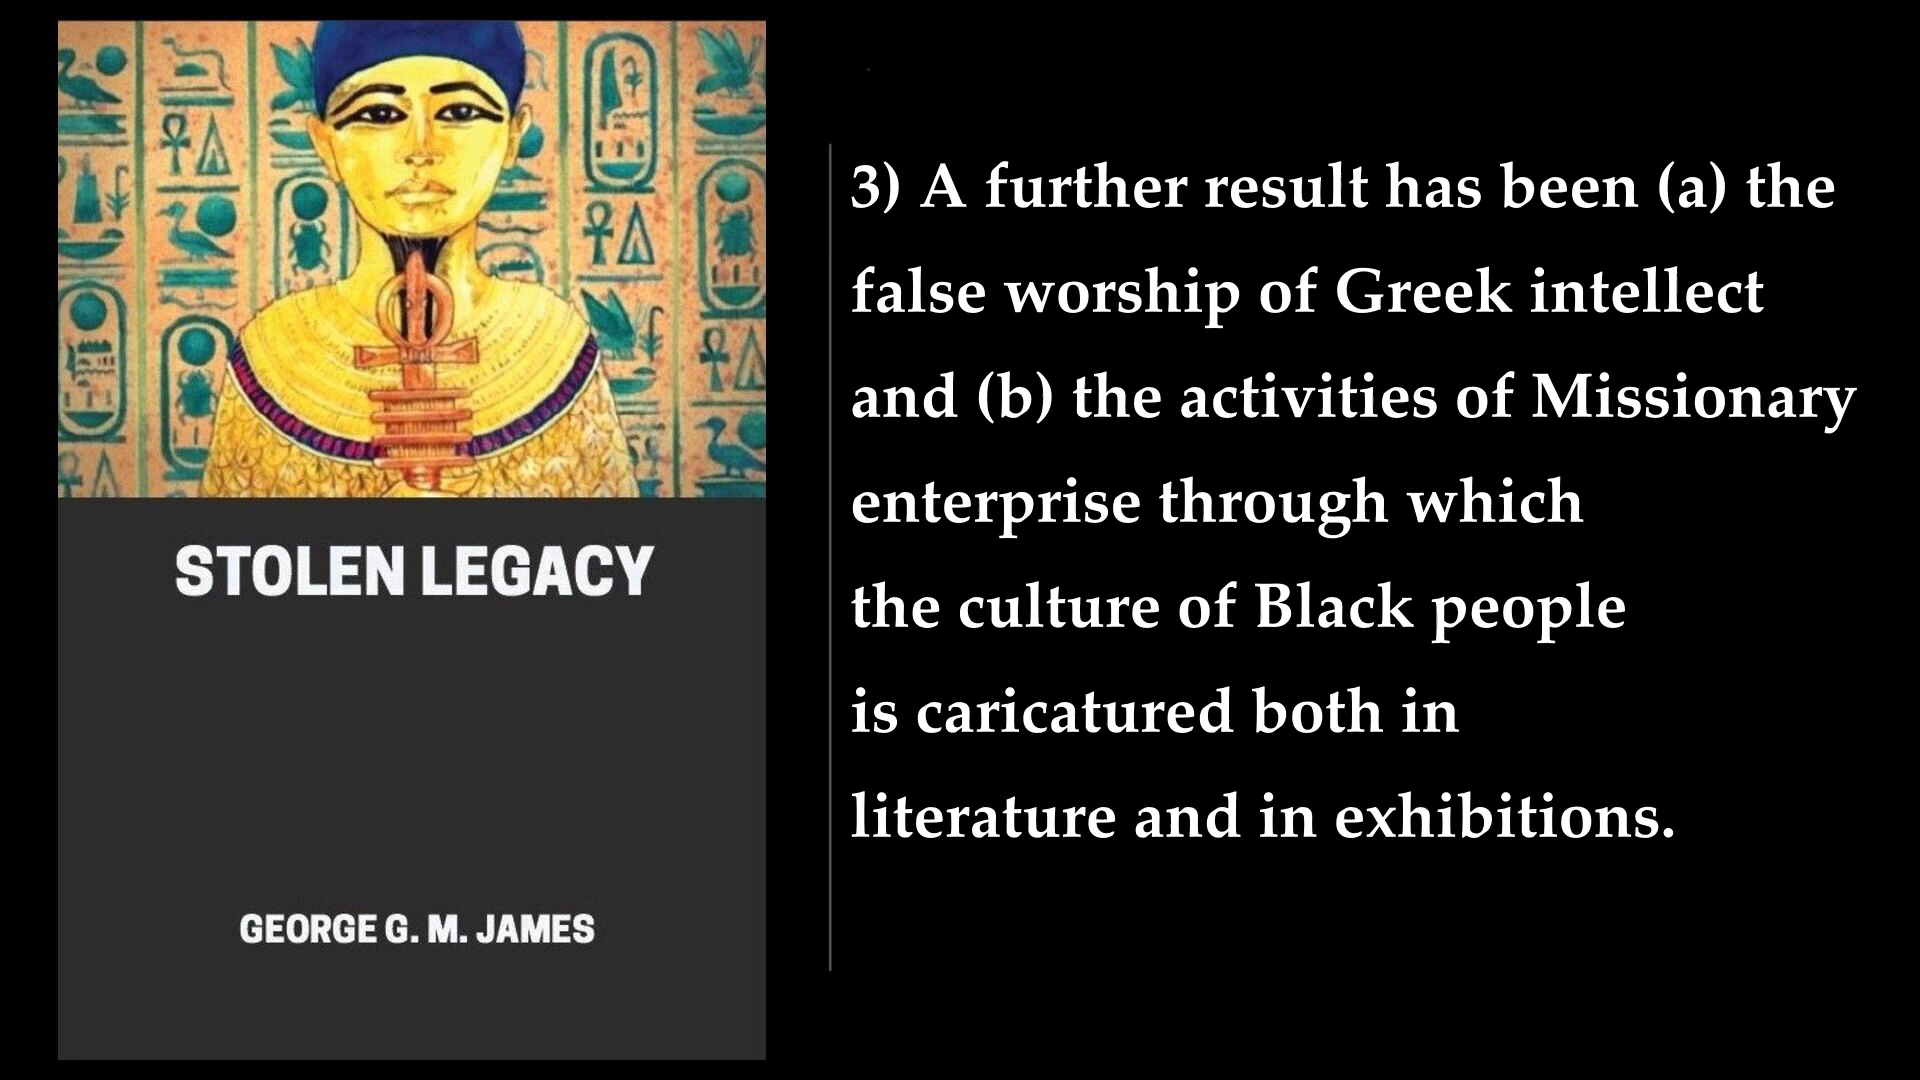 STOLEN LEGACY
GEORGE G. M. JAMES
3) A further result has been (a) the
false worship of Greek intellect
and (b) the activities of Missionary
enterprise through which
the culture of Black people
is caricatured both in
literature and in exhibitions.